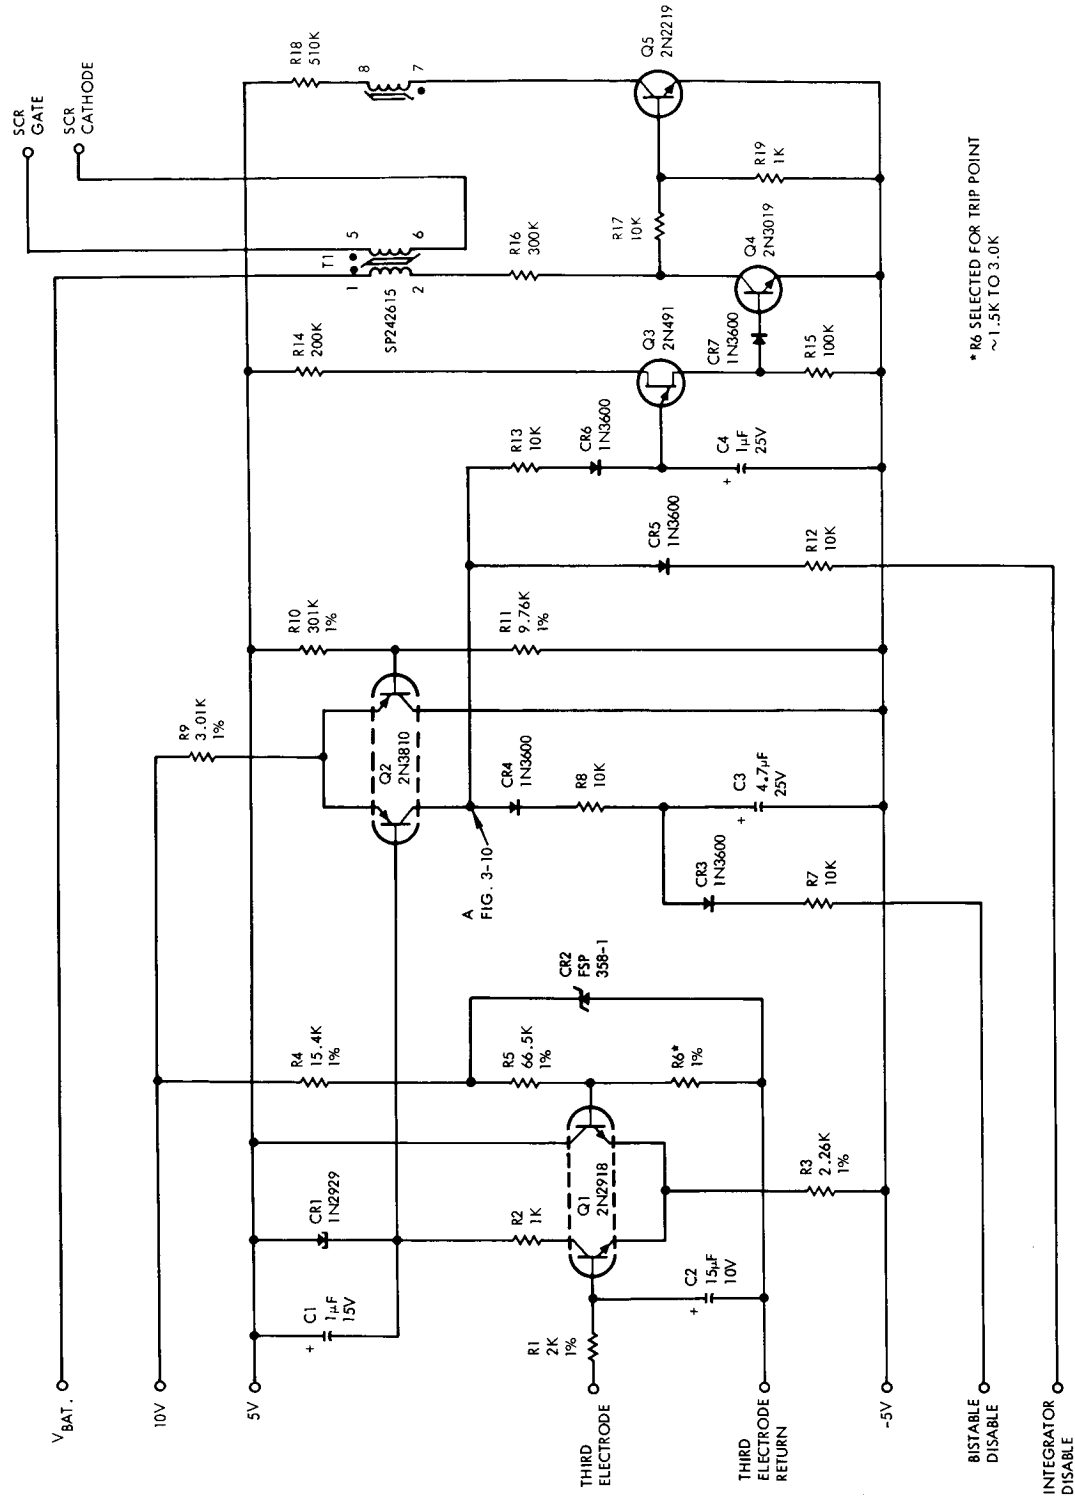 SCR
GATE
SCR
CATHODE
V BAT.
10V
5V
THIRD
ELECTRODE
THIRD
ELECTRODE
RETURN
-5V
BISTABLE
DISABLE
INTEGRATOR
DISABLE
+
C1
1μF
15V
R1
2K
1%
+
C2
15μF
10V
CR1
1N2929
R2
1K
Q1
2N2918
R3
2.26K
1%
R4
15.4K
1%
R5
66.5K
1%
R6*
1%
CR2
FSP
358-1
A
FIG. 3-10
CR3
1N3600
R7
10K
R9
3.01K
1%
Q2
2N3810
CR4
1N3600
R8
10K
+
C3
4.7μF
25V
R10
301K
1%
R11
9.76K
1%
CR5
1N3600
R12
10K
R13
10K
CR6
1N3600
+
C4
1μF
25V
R14
200K
Q3
2N491
CR7
1N3600
R15
100K
T1
1
5
2
6
SP242615
R16
300K
R17
10K
Q4
2N3019
R19
1K
R18
510K
8
7
Q5
2N2219
* R6 SELECTED FOR TRIP POINT
~1.5K TO 3.0K